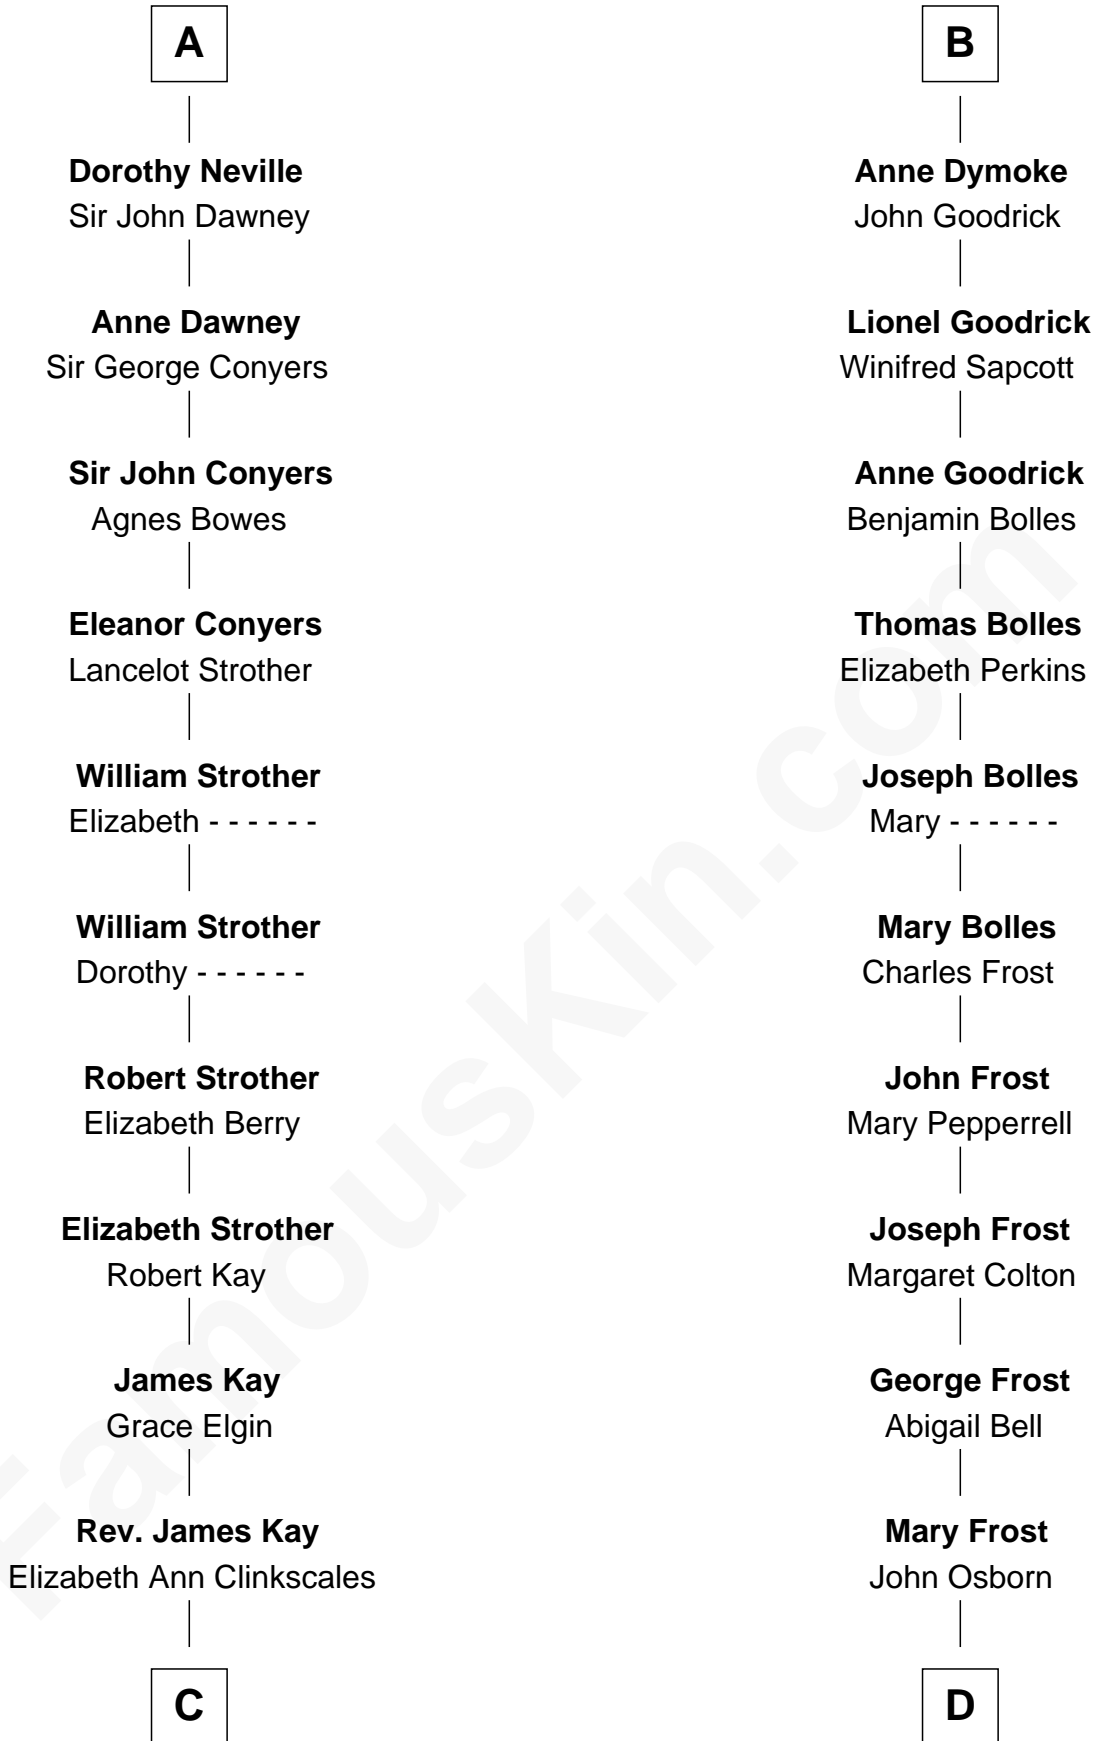 A
Dorothy Neville
Sir John Dawney
Anne Dawney
Sir George Conyers
Sir John Conyers
Agnes Bowes
Eleanor Conyers
Lancelot Strother
William Strother
Elizabeth - - - - - -
William Strother
Dorothy - - - - - -
Robert Strother
Elizabeth Berry
Elizabeth Strother
Robert Kay
James Kay
Grace Elgin
Rev. James Kay
Elizabeth Ann Clinkscales
C
B
Anne Dymoke
John Goodrick
Lionel Goodrick
Winifred Sapcott
Anne Goodrick
Benjamin Bolles
Thomas Bolles
Elizabeth Perkins
Joseph Bolles
Mary - - - - - -
Mary Bolles
Charles Frost
John Frost
Mary Pepperrell
Joseph Frost
Margaret Colton
George Frost
Abigail Bell
Mary Frost
John Osborn
D
FamousKin.com